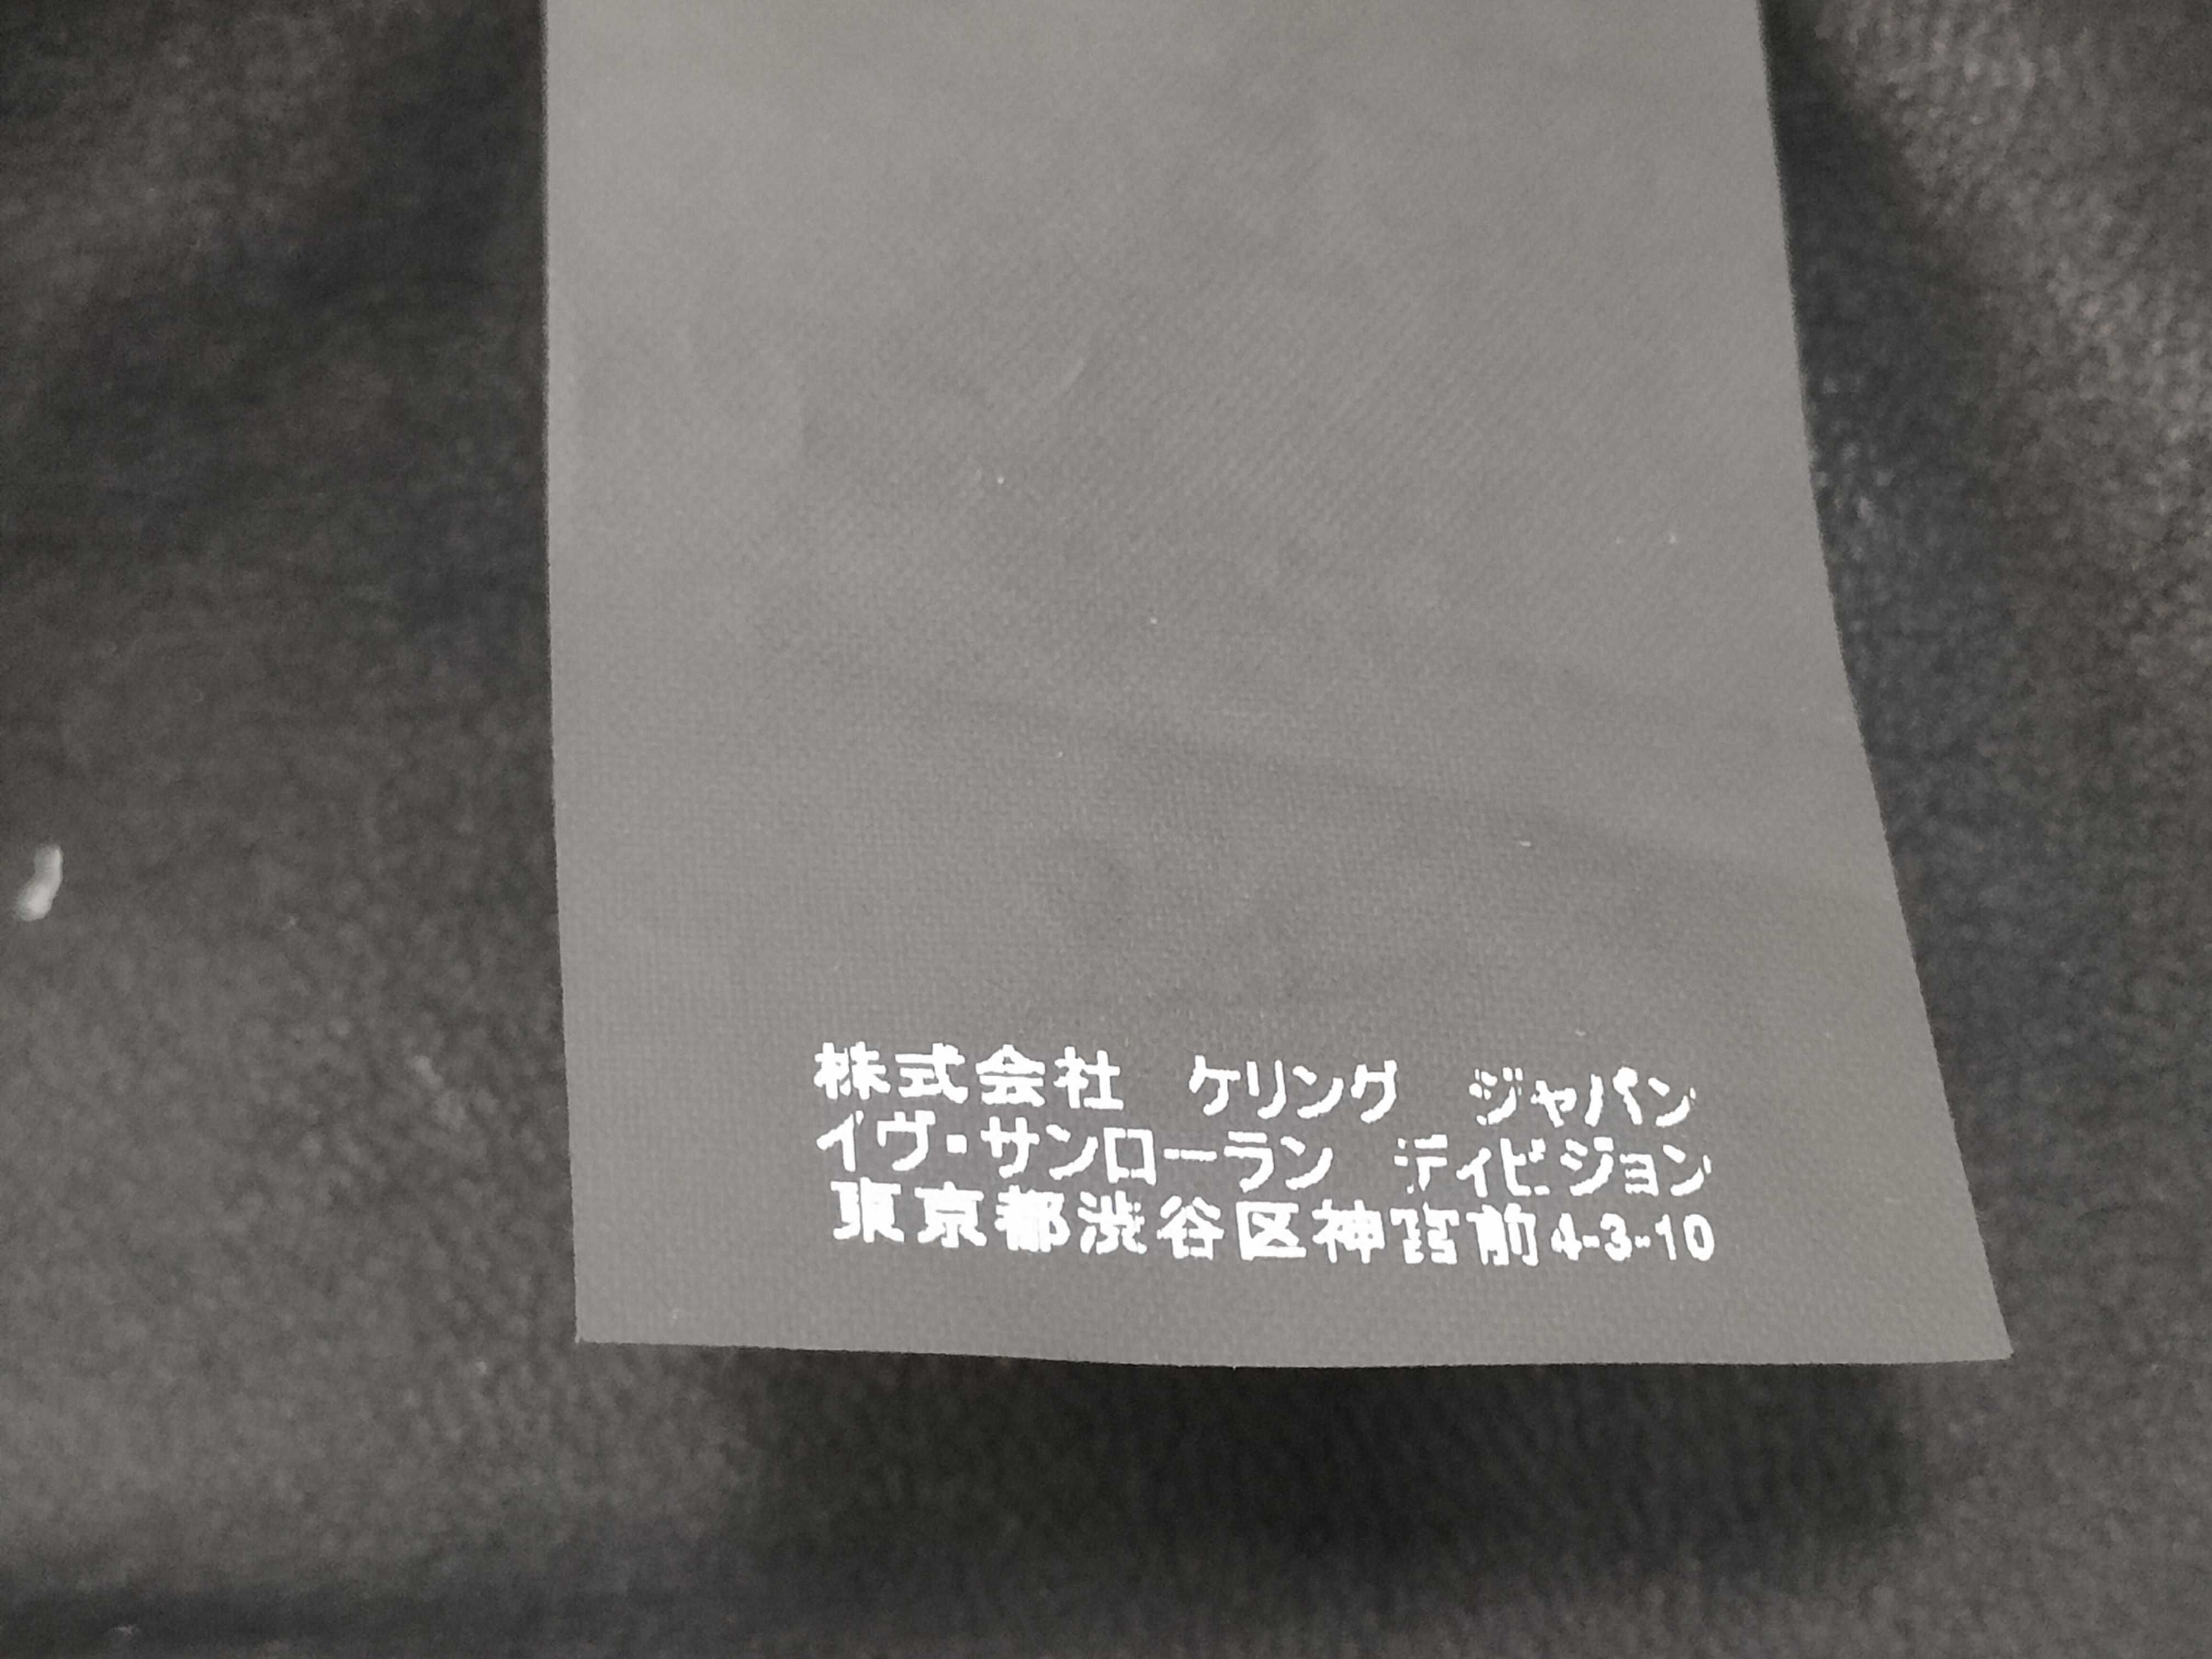 株式会社　ケリング　ジャパン
イヴ・サンローラン　ディビジョン
東京都渋谷区神宮前4-3-10